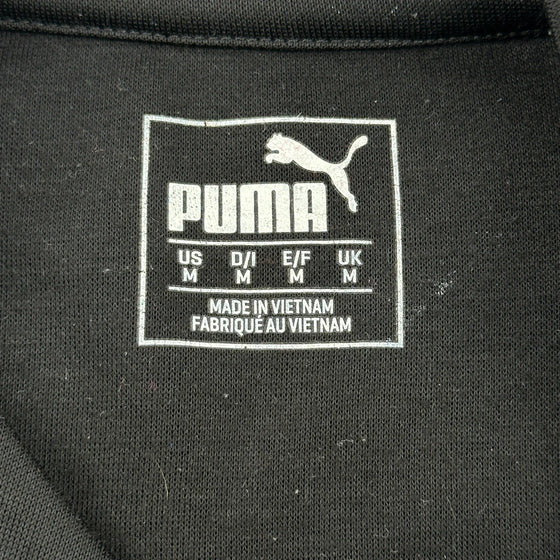 PUMA
US D/I E/F UK
M M M M
MADE IN VIETNAM
FABRIQUÉ AU VIETNAM